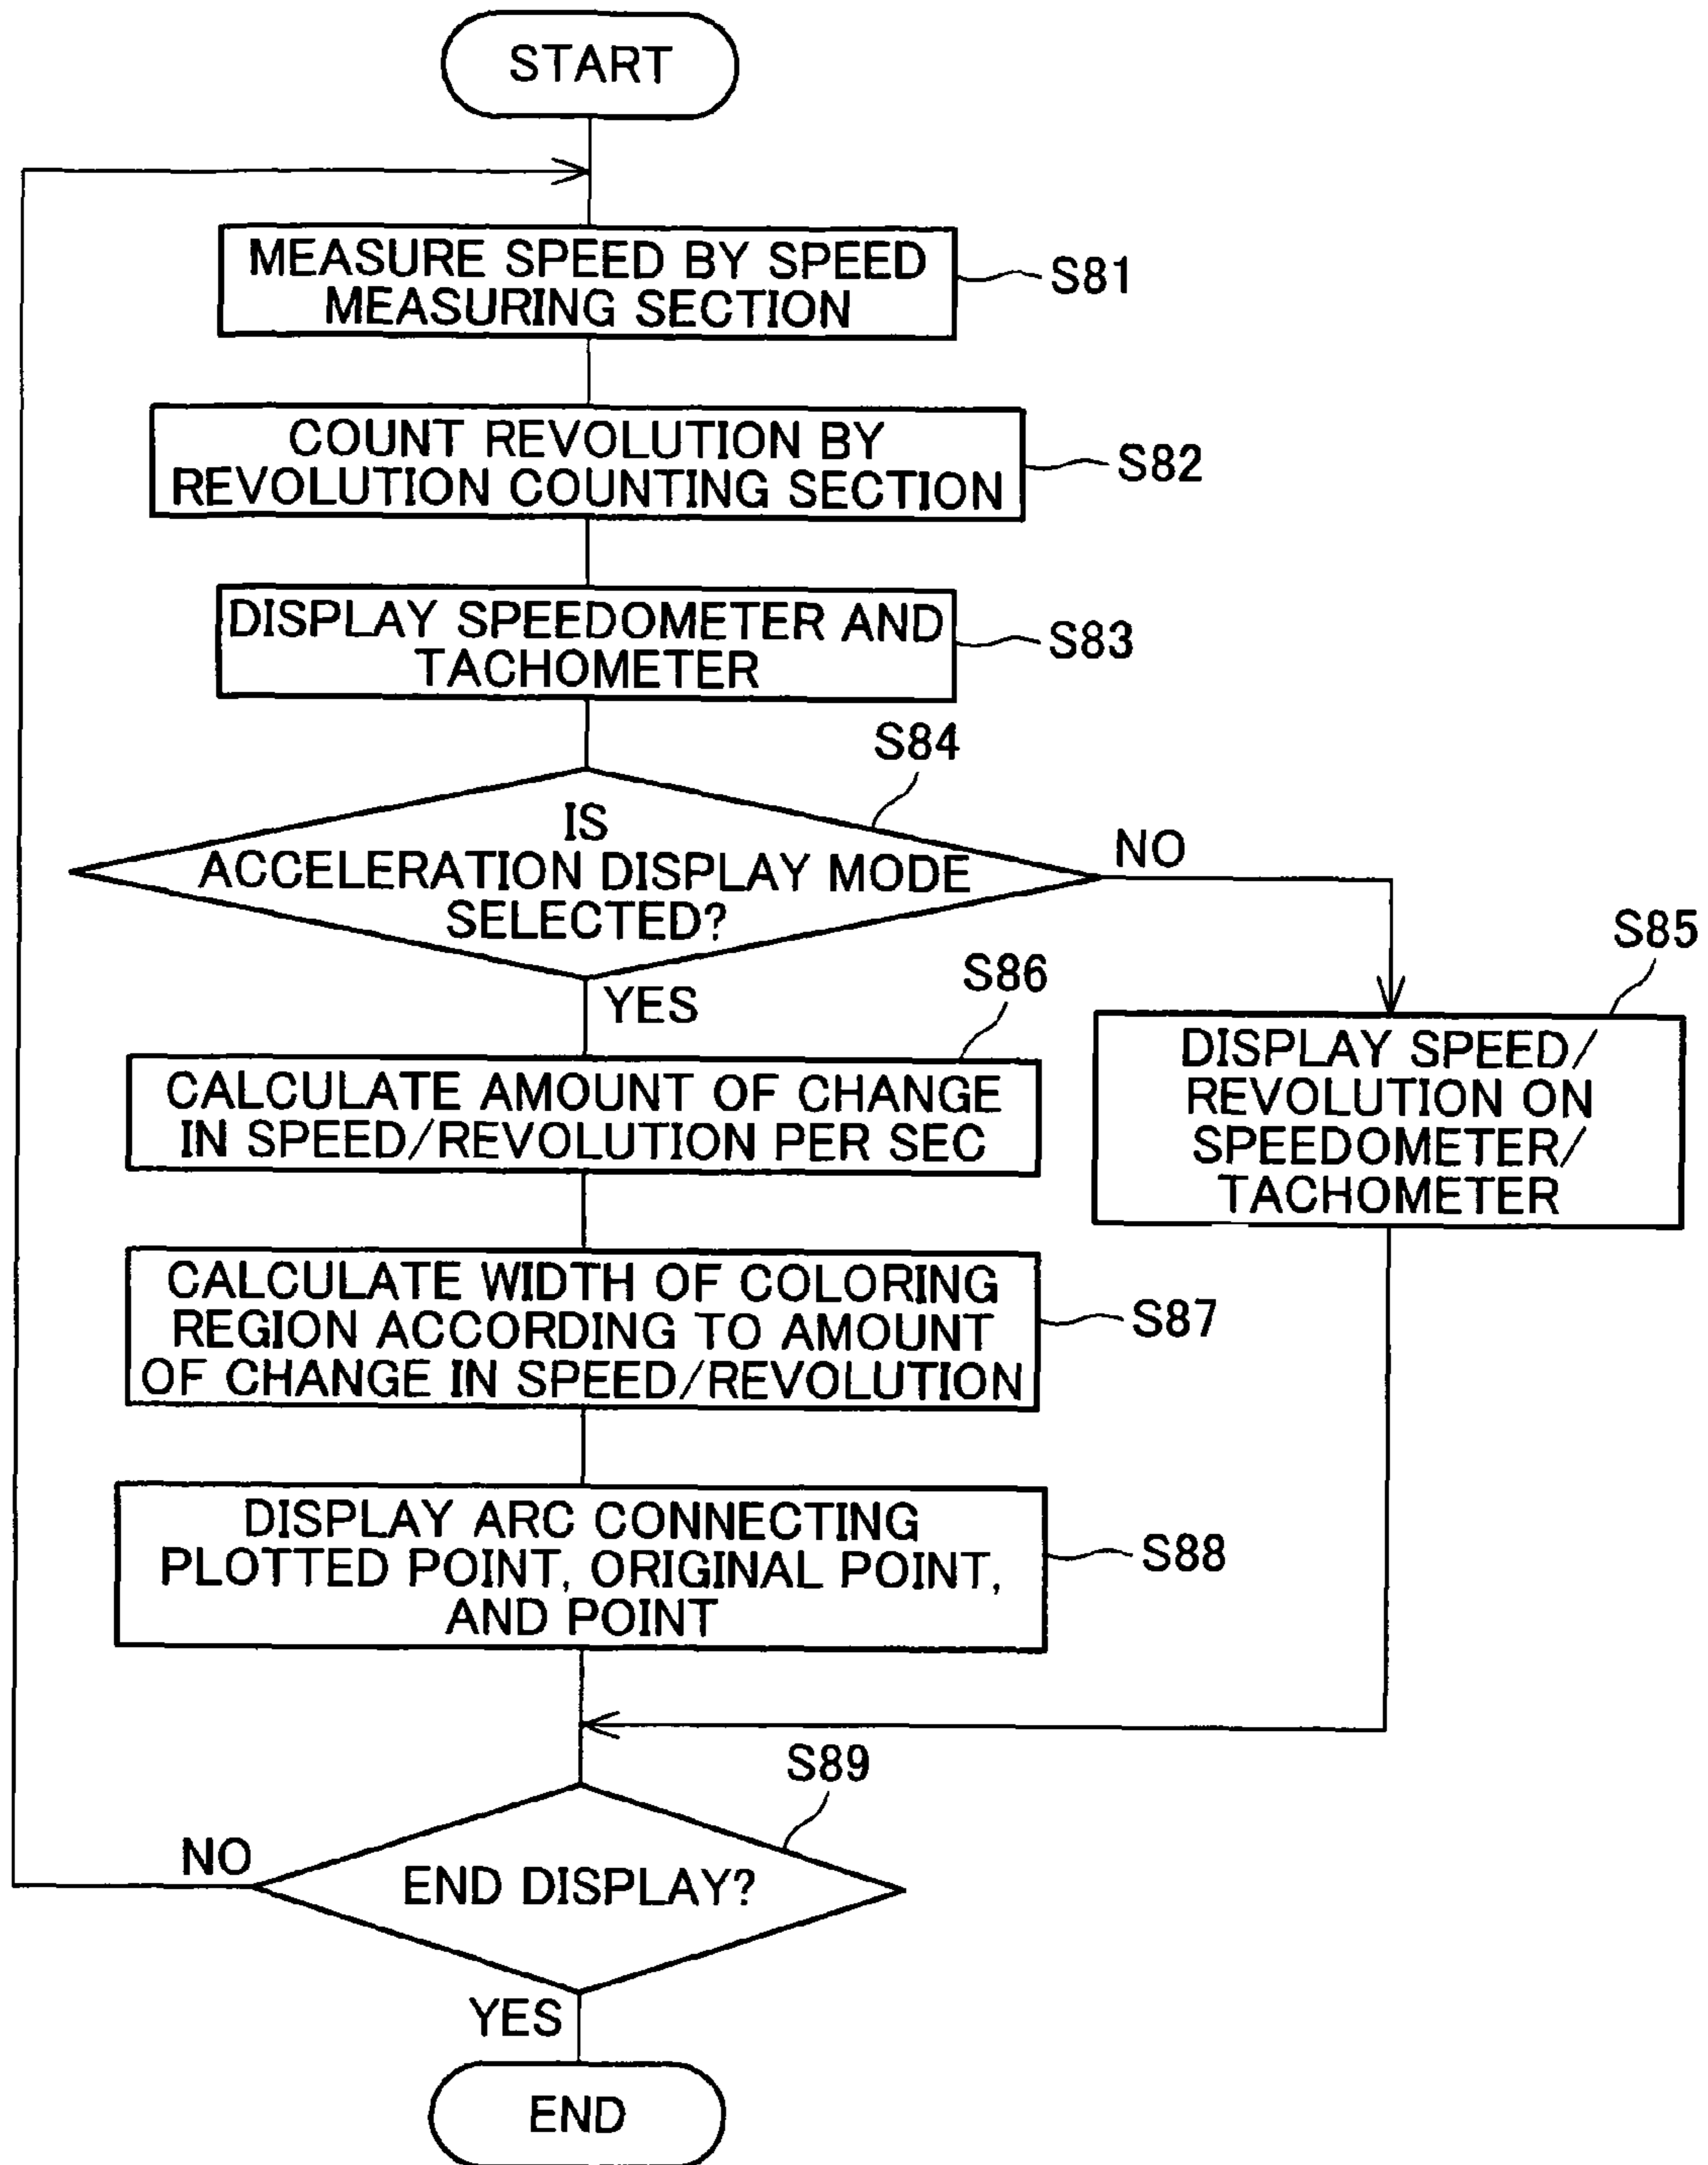 START
MEASURE SPEED BY SPEED
MEASURING SECTION
S81
COUNT REVOLUTION BY
REVOLUTION COUNTING SECTION
S82
DISPLAY SPEEDOMETER AND
TACHOMETER
S83
S84
IS
ACCELERATION DISPLAY MODE
SELECTED?
NO
YES
S85
DISPLAY SPEED/
REVOLUTION ON
SPEEDOMETER/
TACHOMETER
S86
CALCULATE AMOUNT OF CHANGE
IN SPEED/REVOLUTION PER SEC
CALCULATE WIDTH OF COLORING
REGION ACCORDING TO AMOUNT
OF CHANGE IN SPEED/REVOLUTION
S87
DISPLAY ARC CONNECTING
PLOTTED POINT, ORIGINAL POINT,
AND POINT
S88
S89
NO
END DISPLAY?
YES
END